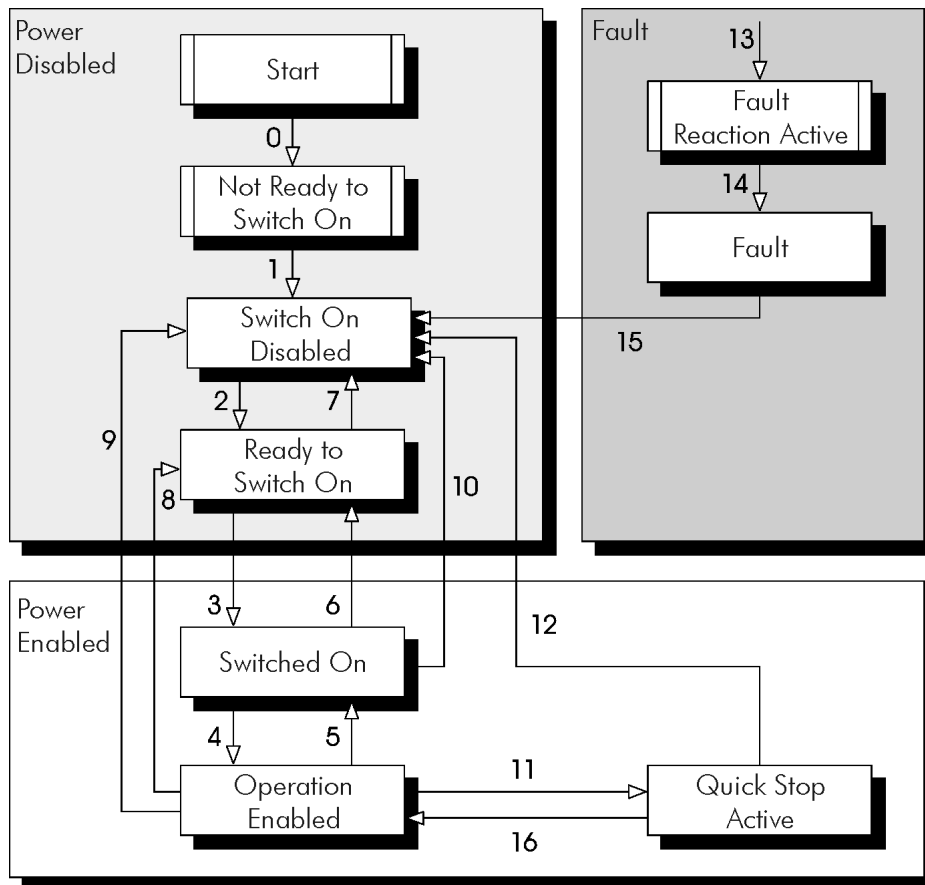 Power
Disabled
Start
0
Not Ready to
Switch On
1
Switch On
Disabled
2
7
9
Ready to
Switch On
8
10
Fault
13
Fault
Reaction Active
14
Fault
15
Power
Enabled
3
6
12
Switched On
4
5
Operation
Enabled
11
16
Quick Stop
Active